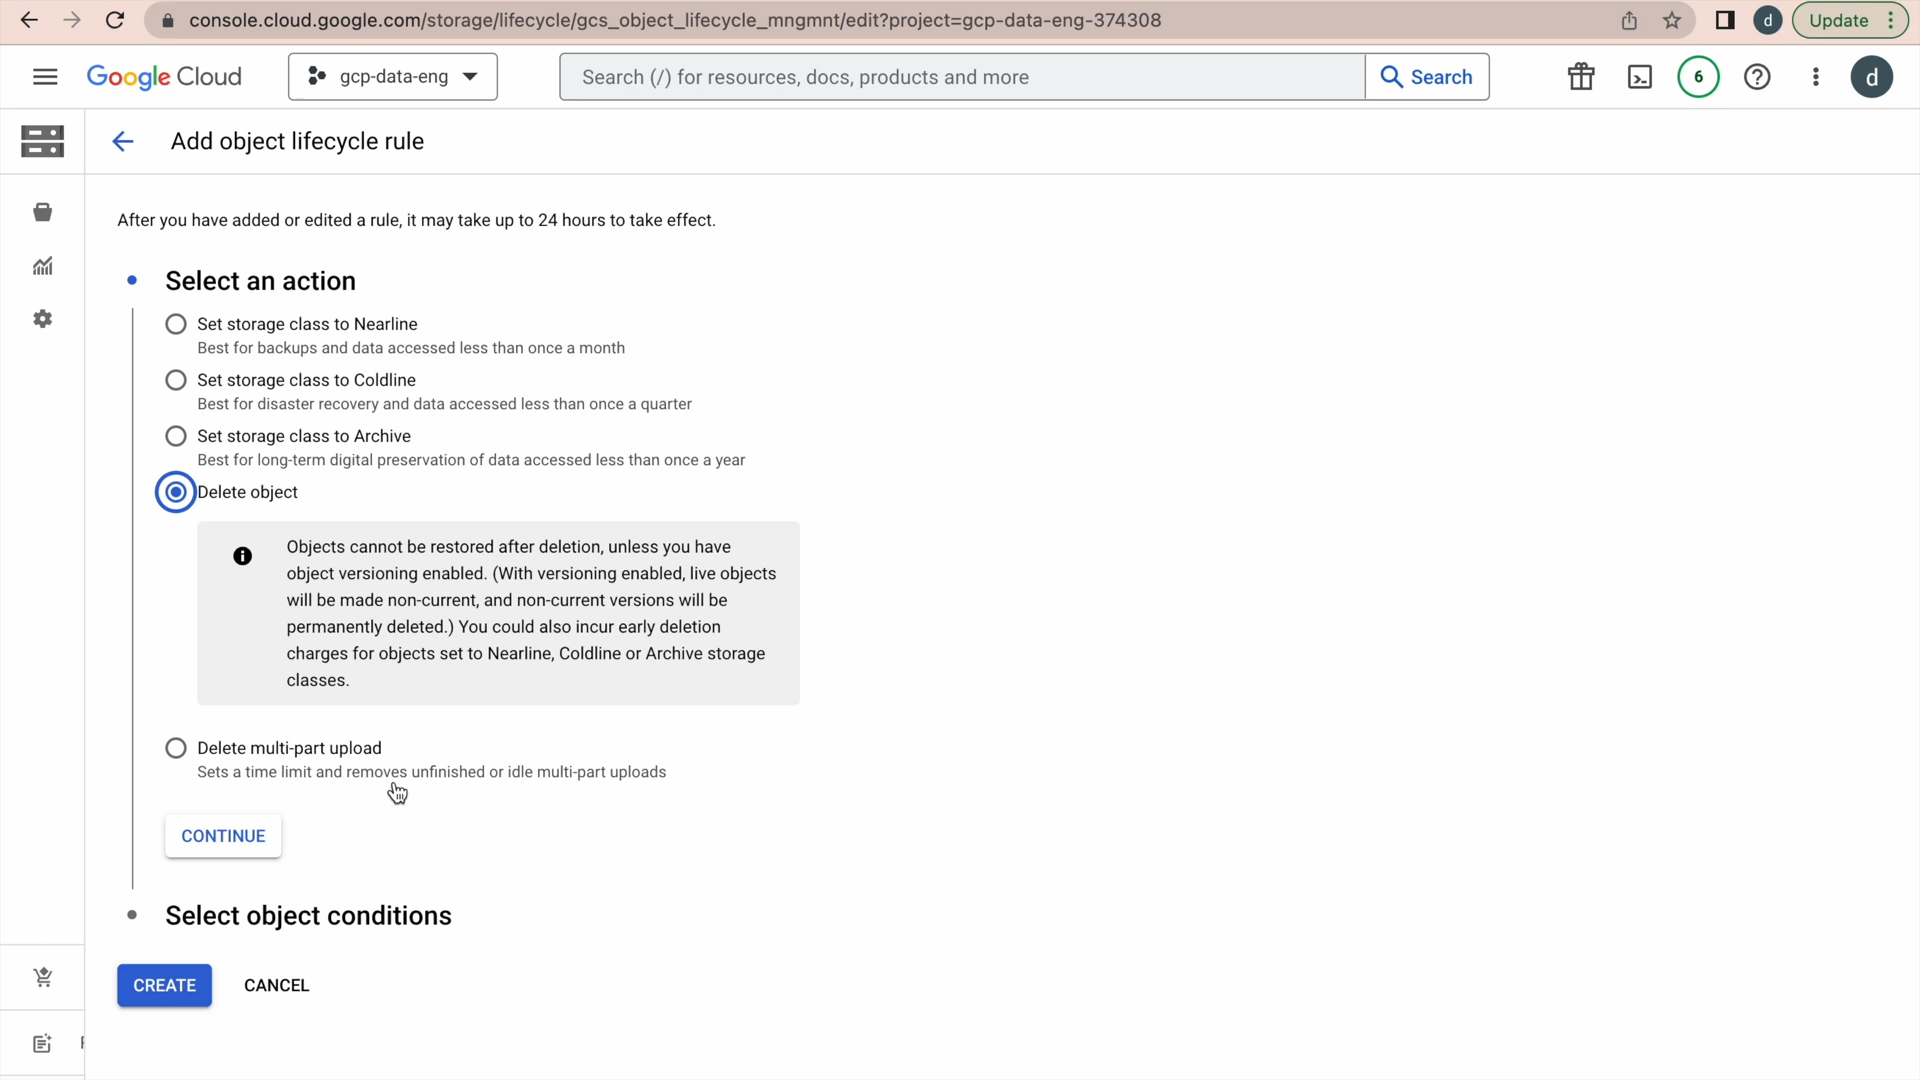 console.cloud.google.com/storage/lifecycle/gcs_object_lifecycle_mngmnt/edit?project=gcp-data-eng-374308
d
Update
Google Cloud
gcp-data-eng
Search (/) for resources, docs, products and more
Search
6
d
Add object lifecycle rule
After you have added or edited a rule, it may take up to 24 hours to take effect.
Select an action
Set storage class to Nearline
Best for backups and data accessed less than once a month
Set storage class to Coldline
Best for disaster recovery and data accessed less than once a quarter
Set storage class to Archive
Best for long-term digital preservation of data accessed less than once a year
Delete object
Objects cannot be restored after deletion, unless you have
object versioning enabled. (With versioning enabled, live objects
will be made non-current, and non-current versions will be
permanently deleted.) You could also incur early deletion
charges for objects set to Nearline, Coldline or Archive storage
classes.
Delete multi-part upload
Sets a time limit and removes unfinished or idle multi-part uploads
CONTINUE
Select object conditions
CREATE
CANCEL